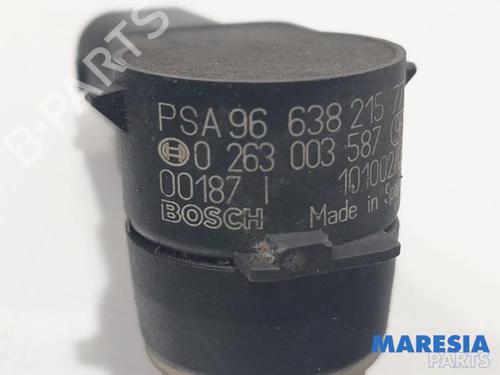 PSA 96 638 215
0 263 003 587
00187 I
BOSCH Made in
B-PARTS
MARESIA
PARTS